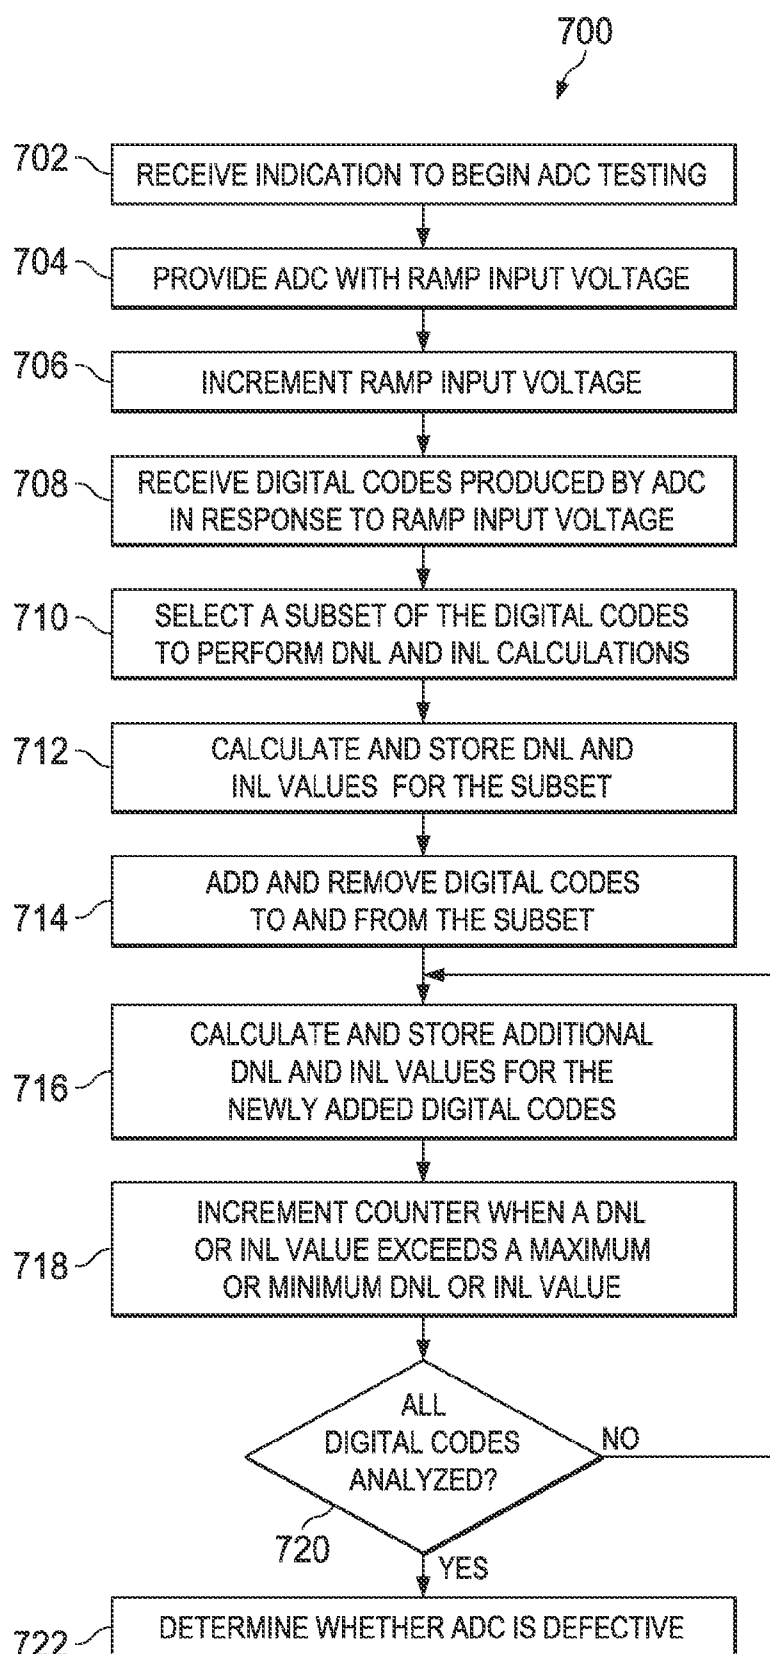 700
702
RECEIVE INDICATION TO BEGIN ADC TESTING
704
PROVIDE ADC WITH RAMP INPUT VOLTAGE
706
INCREMENT RAMP INPUT VOLTAGE
708
RECEIVE DIGITAL CODES PRODUCED BY ADC
IN RESPONSE TO RAMP INPUT VOLTAGE
710
SELECT A SUBSET OF THE DIGITAL CODES
TO PERFORM DNL AND INL CALCULATIONS
712
CALCULATE AND STORE DNL AND
INL VALUES FOR THE SUBSET
714
ADD AND REMOVE DIGITAL CODES
TO AND FROM THE SUBSET
716
CALCULATE AND STORE ADDITIONAL
DNL AND INL VALUES FOR THE
NEWLY ADDED DIGITAL CODES
718
INCREMENT COUNTER WHEN A DNL
OR INL VALUE EXCEEDS A MAXIMUM
OR MINIMUM DNL OR INL VALUE
ALL
DIGITAL CODES
ANALYZED?
NO
720
YES
722
DETERMINE WHETHER ADC IS DEFECTIVE